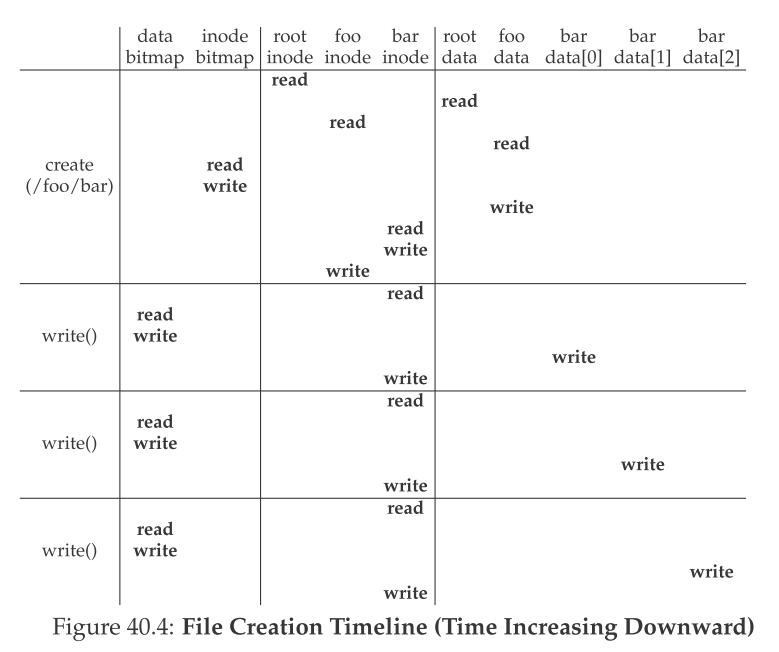 data inode root foo bar root foo bar bar bar
bitmap bitmap inode inode inode data data data[0] data[1] data[2]
read
read
read
read
create read
(/foo/bar) write
write
read
write
write
read
read
write() write
write
write
read
read
write() write
write
write
read
read
write() write
write
write
Figure 40.4: File Creation Timeline (Time Increasing Downward)